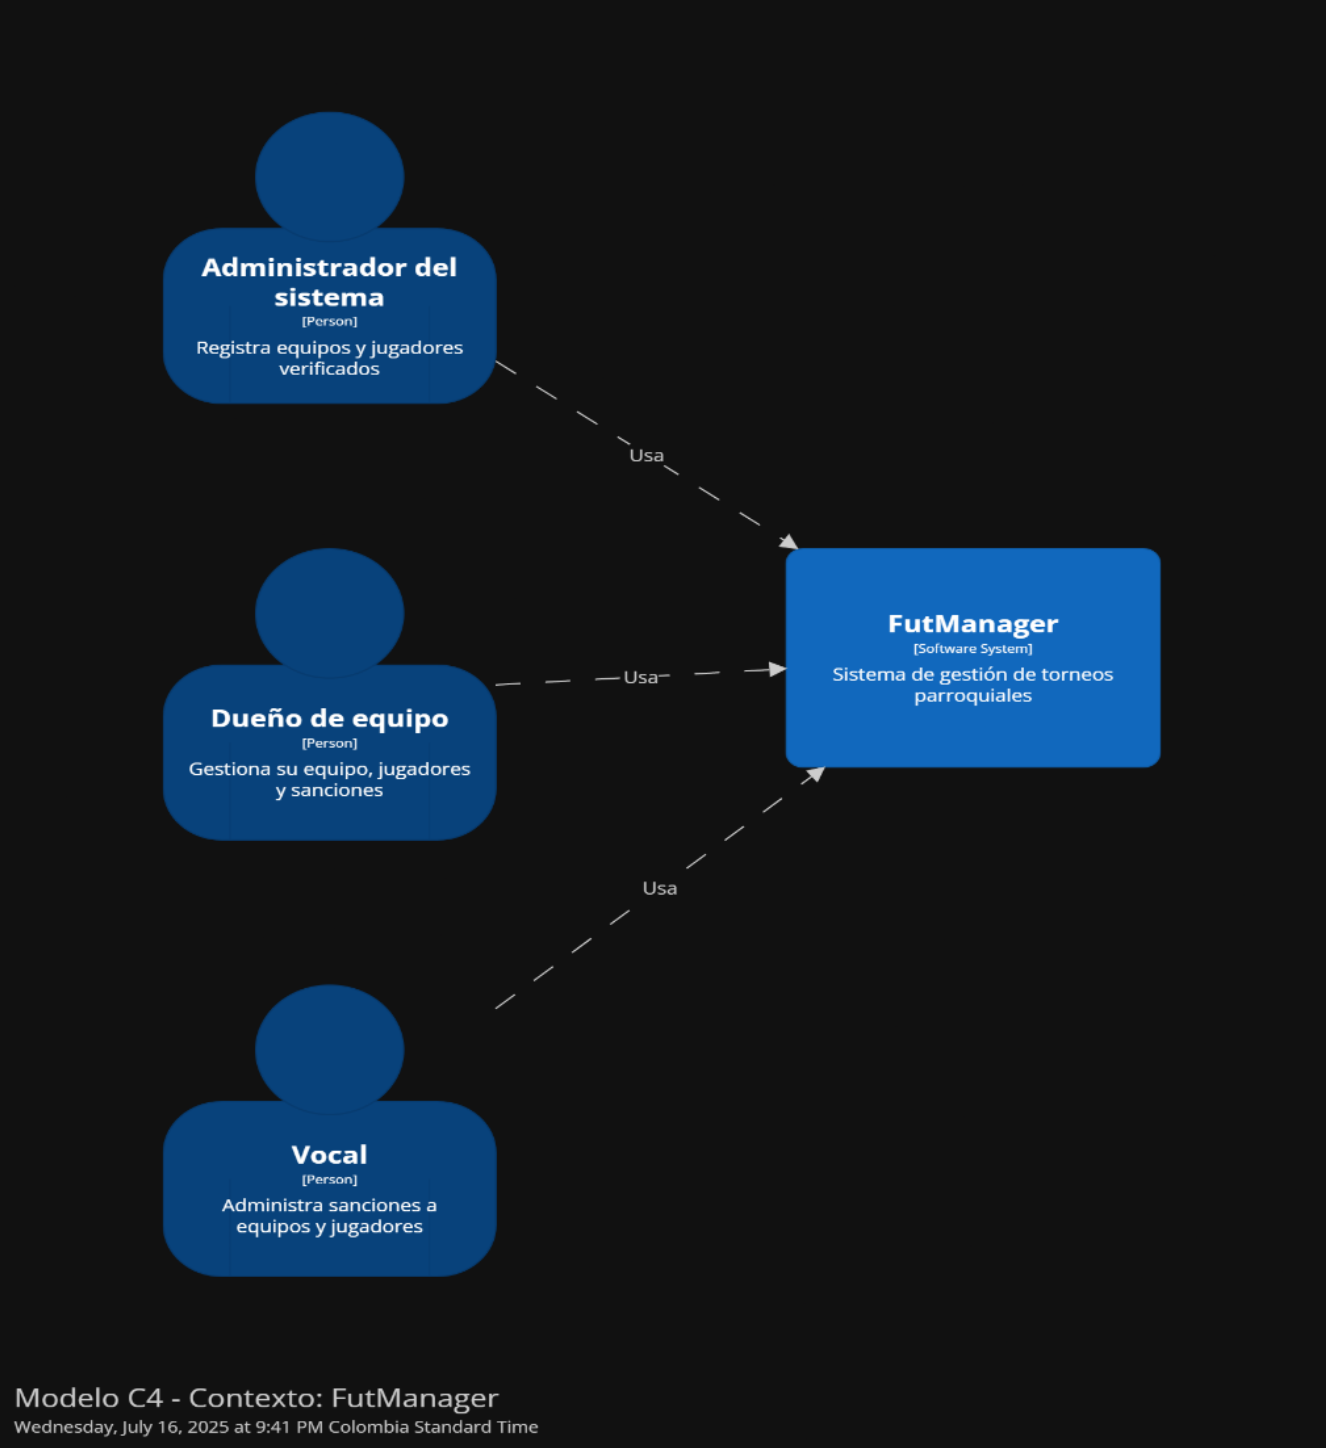 Administrador del
sistema
[Person]
Registra equipos y jugadores
verificados
Usa
FutManager
[Software System]
Sistema de gestión de torneos
parroquiales
Usa
Dueño de equipo
[Person]
Gestiona su equipo, jugadores
y sanciones
Usa
Vocal
[Person]
Administra sanciones a
equipos y jugadores
Modelo C4 - Contexto: FutManager
Wednesday, July 16, 2025 at 9:41 PM Colombia Standard Time